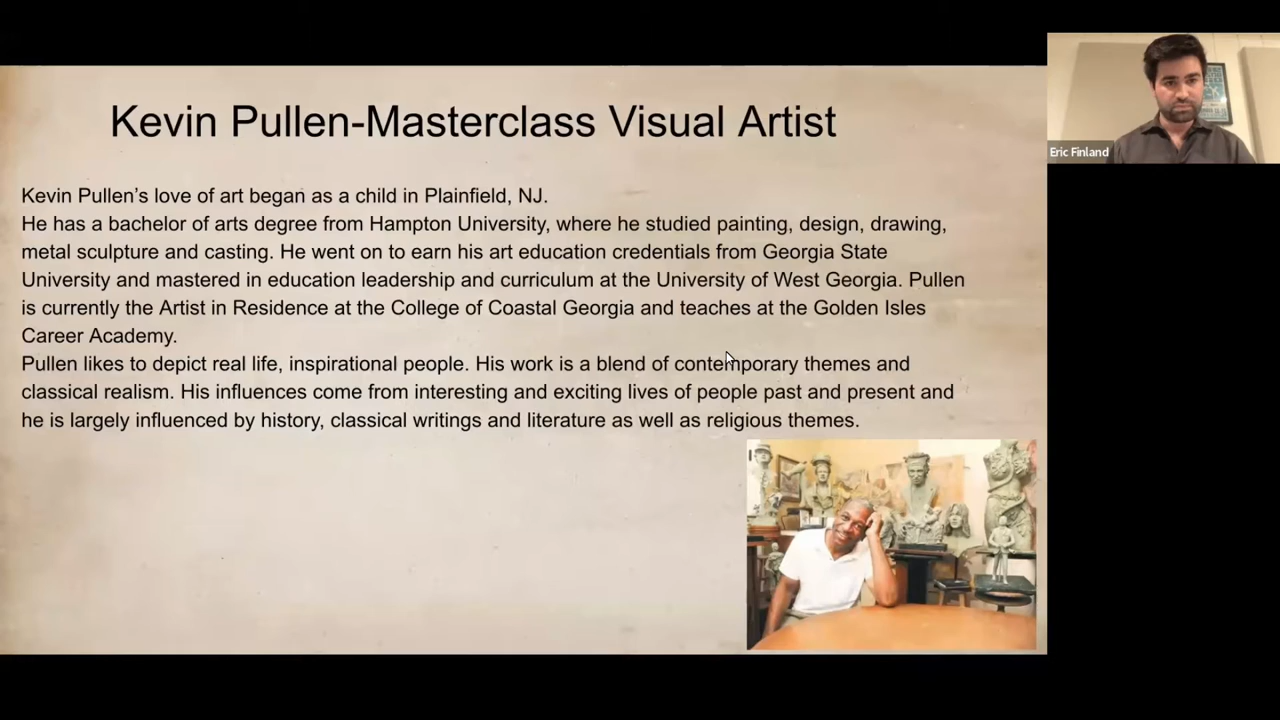 Kevin Pullen-Masterclass Visual Artist
Kevin Pullen's love of art began as a child in Plainfield, NJ.
He has a bachelor of arts degree from Hampton University, where he studied painting, design, drawing,
metal sculpture and casting. He went on to earn his art education credentials from Georgia State
University and mastered in education leadership and curriculum at the University of West Georgia. Pullen
is currently the Artist in Residence at the College of Coastal Georgia and teaches at the Golden Isles
Career Academy.
Pullen likes to depict real life, inspirational people. His work is a blend of contemporary themes and
classical realism. His influences come from interesting and exciting lives of people past and present and
he is largely influenced by history, classical writings and literature as well as religious themes.
Eric Finland